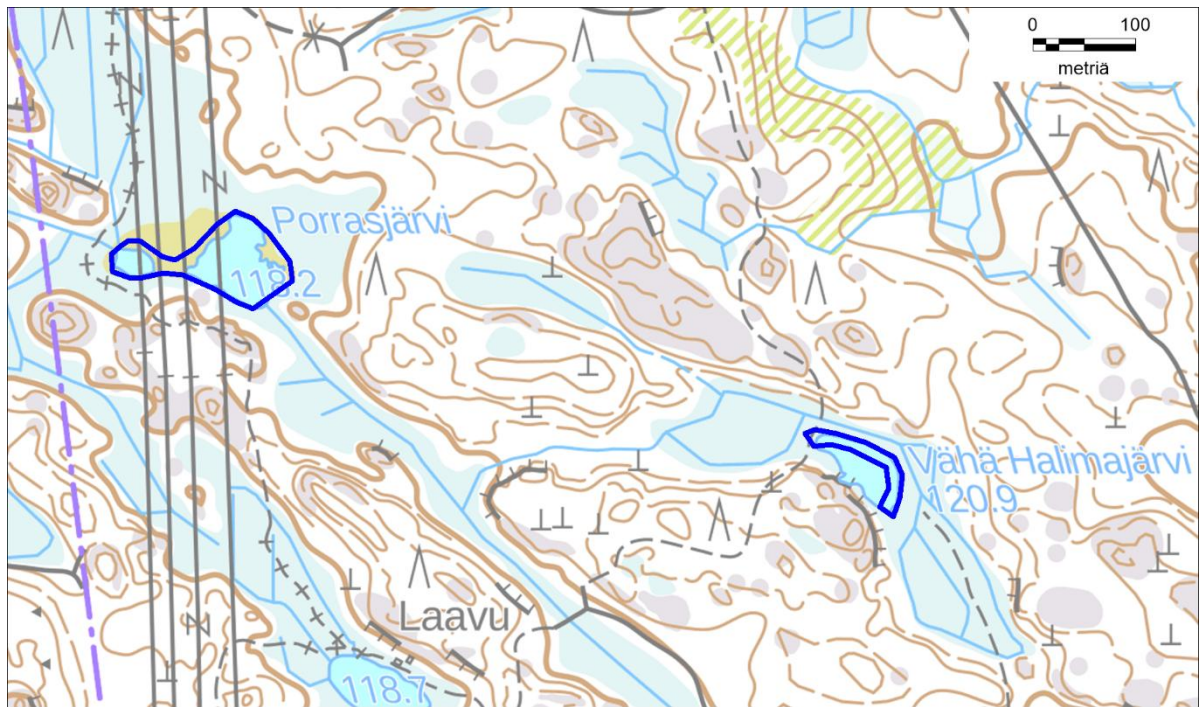 0 100
metriä
Porrasjärvi
118.2
Vähä Halimajärvi
120.9
Laavu
118.7